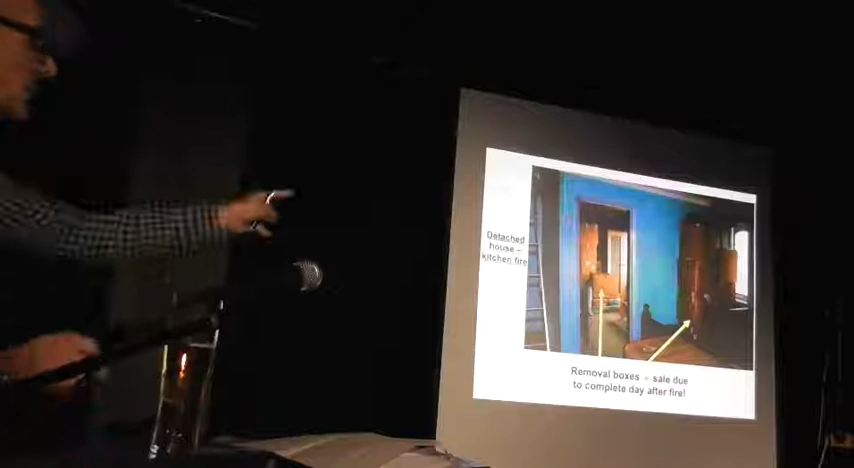 Detached
house –
kitchen fire
Removal boxes – sale due
to complete day after fire!